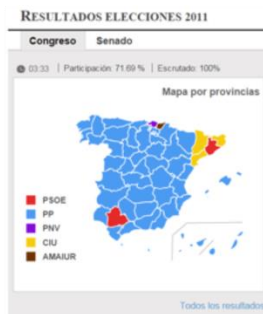 RESULTADOS ELECCIONES 2011
Congreso Senado
03:33 | Participación: 71.69 % | Escrutado: 100%
Mapa por provincias
PSOE
PP
PNV
CIU
AMAIUR
Todos los resultados